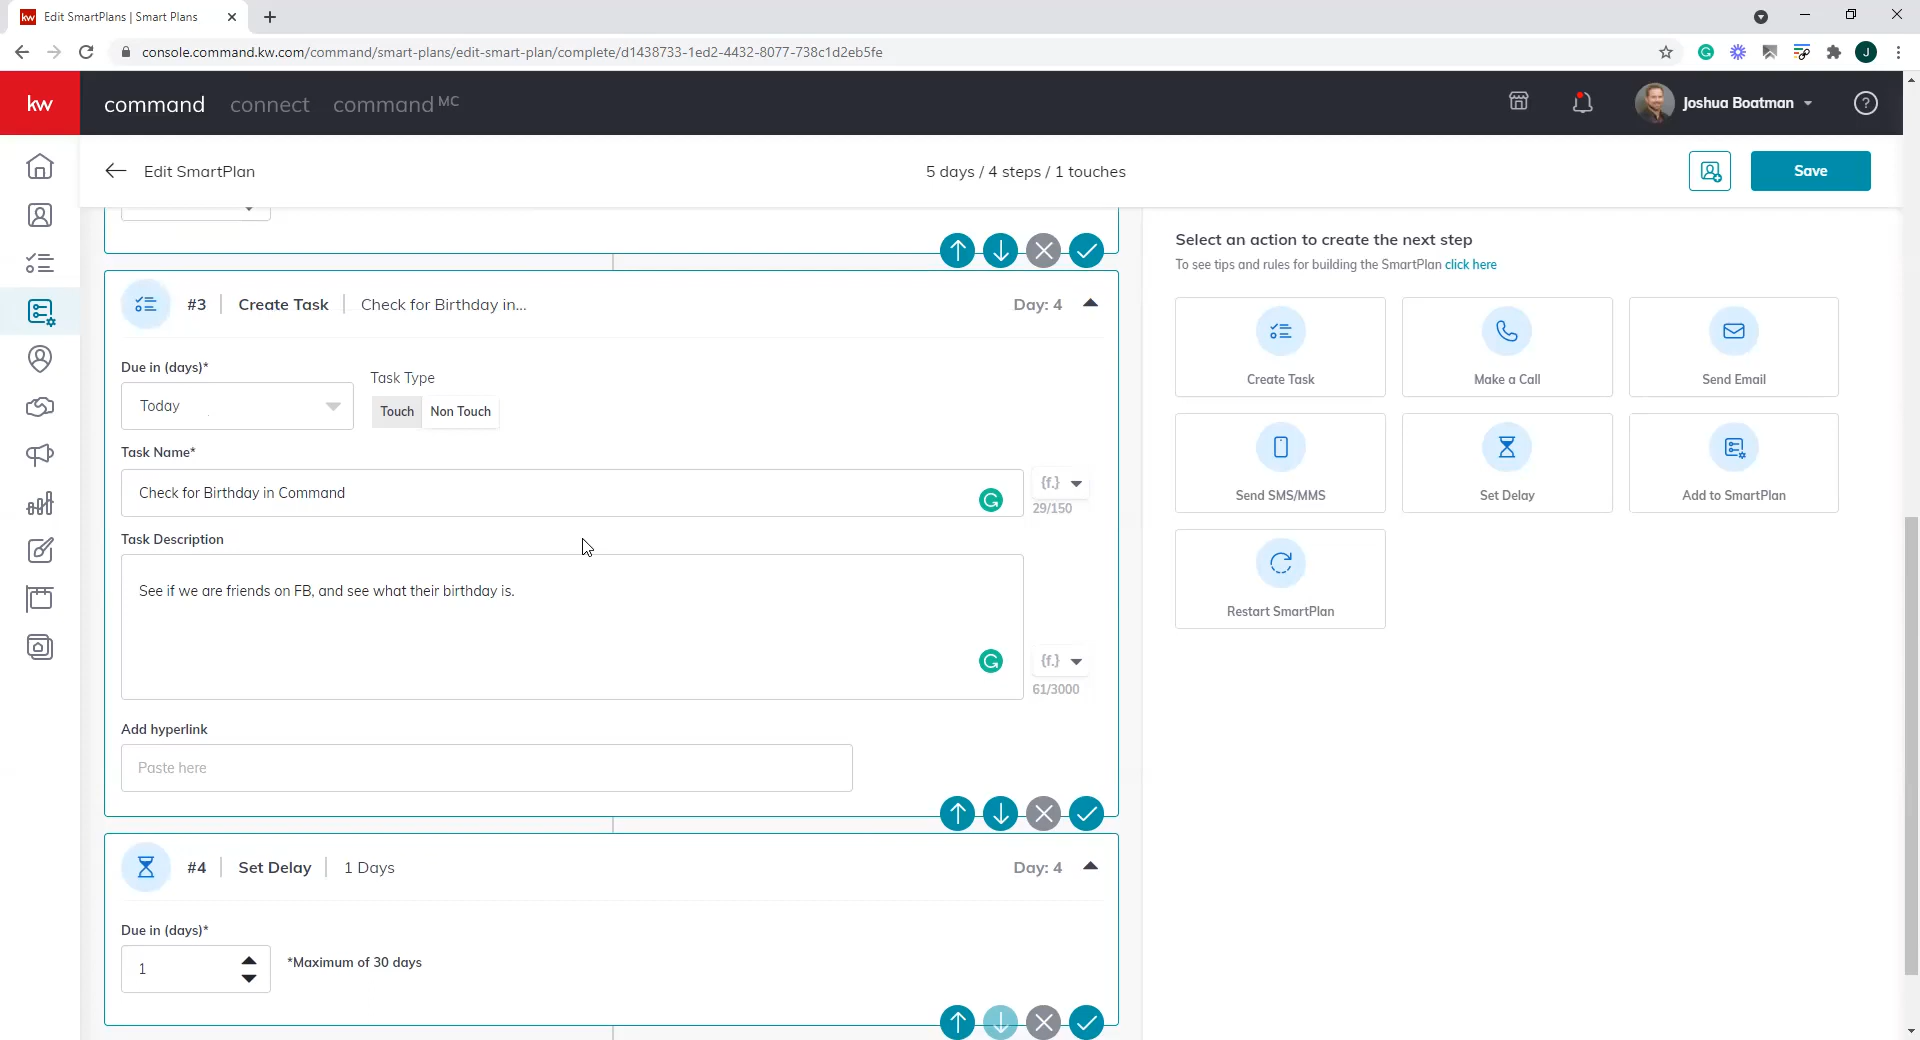 kw
Edit SmartPlans | Smart Plans
console.command.kw.com/command/smart-plans/edit-smart-plan/complete/d1438733-1ed2-4432-8077-738c1d2eb5fe
J
kw
command
connect
command MC
Joshua Boatman
?
Edit SmartPlan
5 days / 4 steps / 1 touches
Save
#3
Create Task
Check for Birthday in...
Day: 4
Due in (days)*
Today
Task Type
Touch
Non Touch
Task Name*
Check for Birthday in Command
{f.}
29/150
Task Description
See if we are friends on FB, and see what their birthday is.
{f.}
61/3000
Add hyperlink
Paste here
#4
Set Delay
1 Days
Day: 4
Due in (days)*
1
*Maximum of 30 days
Select an action to create the next step
To see tips and rules for building the SmartPlan click here
Create Task
Make a Call
Send Email
Send SMS/MMS
Set Delay
Add to SmartPlan
Restart SmartPlan